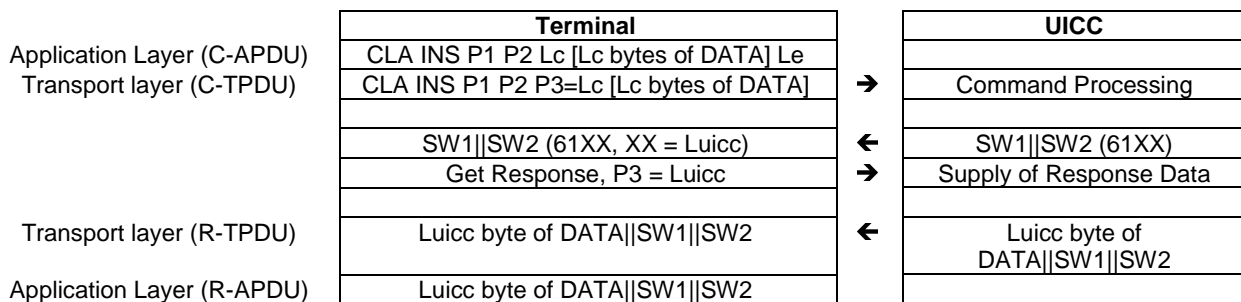 Terminal UICC
Application Layer (C-APDU) CLA INS P1 P2 Lc [Lc bytes of DATA] Le
Transport layer (C-TPDU) CLA INS P1 P2 P3=Lc [Lc bytes of DATA] → Command Processing
SW1||SW2 (61XX, XX = Luicc) ← SW1||SW2 (61XX)
Get Response, P3 = Luicc → Supply of Response Data
Transport layer (R-TPDU) Luicc byte of DATA||SW1||SW2 ← Luicc byte of
DATA||SW1||SW2
Application Layer (R-APDU) Luicc byte of DATA||SW1||SW2